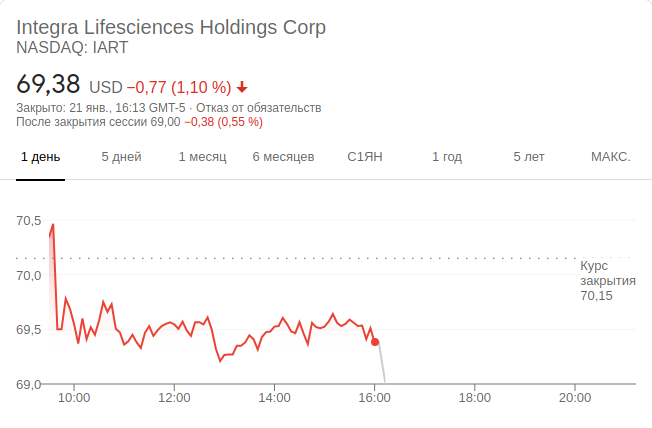 Integra Lifesciences Holdings Corp
NASDAQ: IART
69,38 USD −0,77 (1,10 %)
Закрыто: 21 янв., 16:13 GMT-5 · Отказ от обязательств
После закрытия сессии 69,00 −0,38 (0,55 %)
1 день 5 дней 1 месяц 6 месяцев С1ЯН 1 год 5 лет МАКС.
70,5
Курс
закрытия
70,15
70,0
69,5
69,0
10:00 12:00 14:00 16:00 18:00 20:00